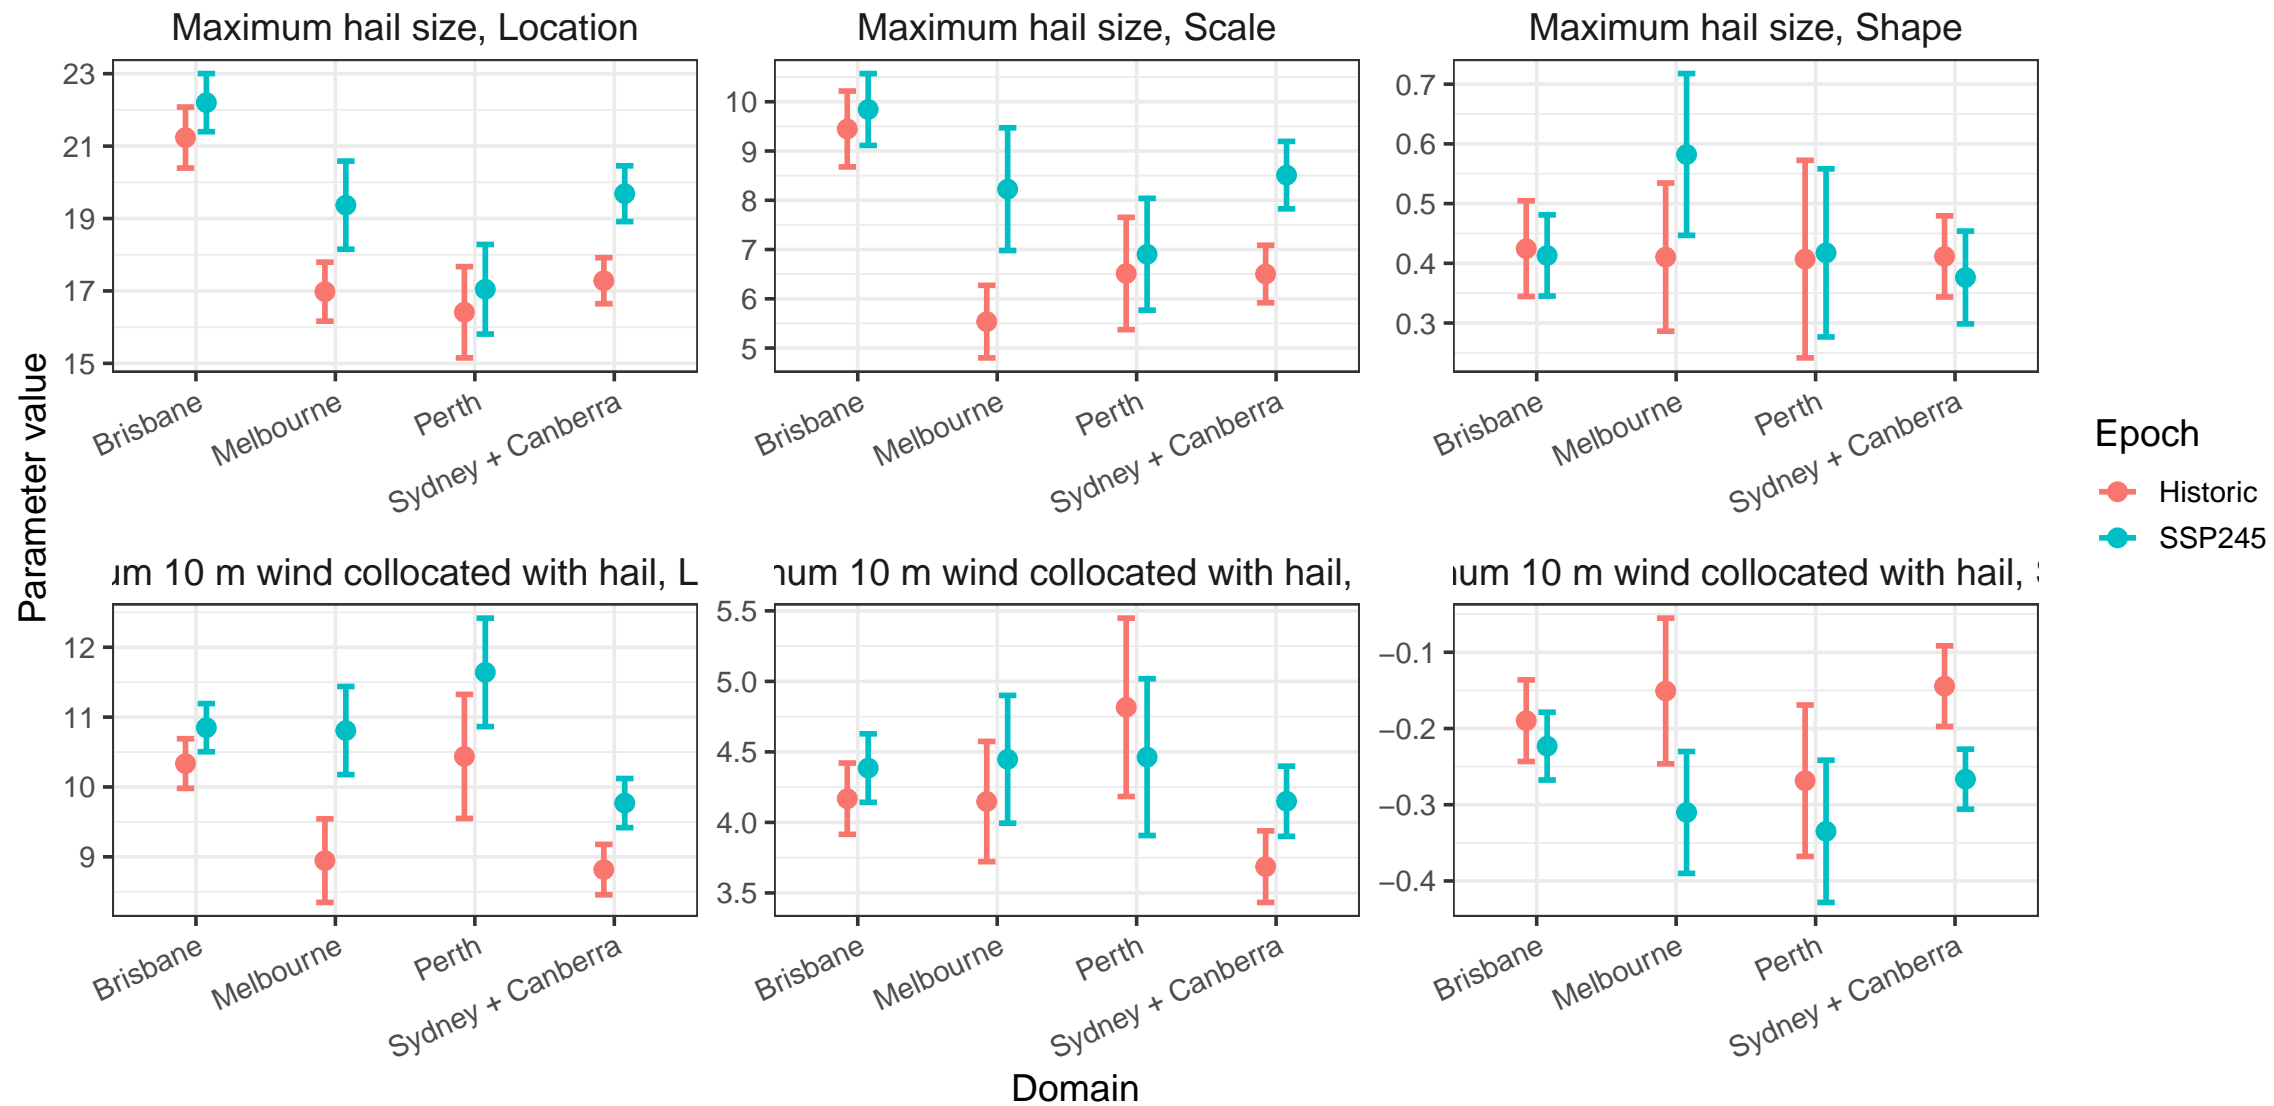 Maximum hail size, Location
Maximum hail size, Scale
Maximum hail size, Shape
23
21
19
17
15
10
9
8
7
6
5
0.7
0.6
0.5
0.4
0.3
Brisbane
Melbourne
Perth
Sydney + Canberra
Brisbane
Melbourne
Perth
Sydney + Canberra
Brisbane
Melbourne
Perth
Sydney + Canberra
Parameter value
Epoch
Historic
SSP245
um 10 m wind collocated with hail, L
num 10 m wind collocated with hail,
num 10 m wind collocated with hail,
12
11
10
9
5.5
5.0
4.5
4.0
3.5
−0.1
−0.2
−0.3
−0.4
Brisbane
Melbourne
Perth
Sydney + Canberra
Brisbane
Melbourne
Perth
Sydney + Canberra
Brisbane
Melbourne
Perth
Sydney + Canberra
Domain